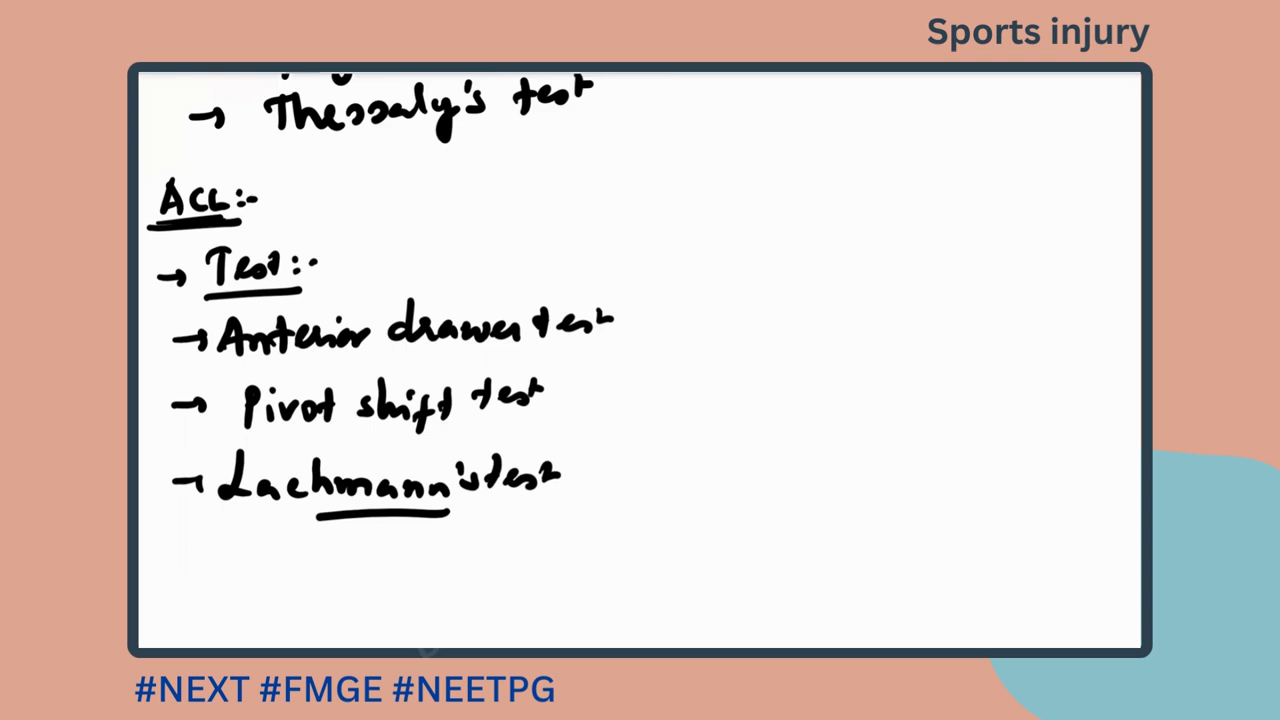 Sports injury
→ Thessaly's test
ACL:-
→ Test:-
→ Anterior drawer test
→ Pivot shift test
→ Lachmann's test
#NEXT #FMGE #NEETPG